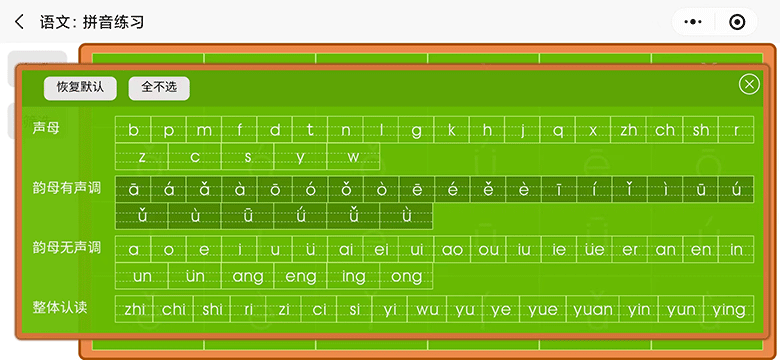 语文：拼音练习
恢复默认 全不选
声母 b p m f d t n l g k h j q x zh ch sh r
z c s y w
韵母有声调 ā á ǎ à ō ó ǒ ò ē é ě è ī í ǐ ì ū ú
ǔ ù ǖ ǘ ǚ ǜ
韵母无声调 a o e i u ü ai ei ui ao ou iu ie üe er an en in
un ün ang eng ing ong
整体认读 zhi chi shi ri zi ci si yi wu yu ye yue yuan yin yun ying